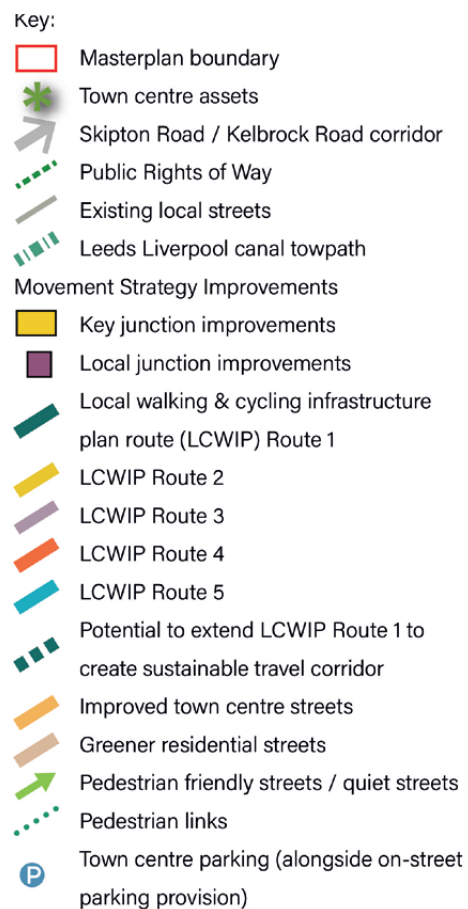 Key:
Masterplan boundary
Town centre assets
Skipton Road / Kelbrock Road corridor
Public Rights of Way
Existing local streets
Leeds Liverpool canal towpath
Movement Strategy Improvements
Key junction improvements
Local junction improvements
Local walking & cycling infrastructure
plan route (LCWIP) Route 1
LCWIP Route 2
LCWIP Route 3
LCWIP Route 4
LCWIP Route 5
Potential to extend LCWIP Route 1 to
create sustainable travel corridor
Improved town centre streets
Greener residential streets
Pedestrian friendly streets / quiet streets
Pedestrian links
P Town centre parking (alongside on-street
parking provision)